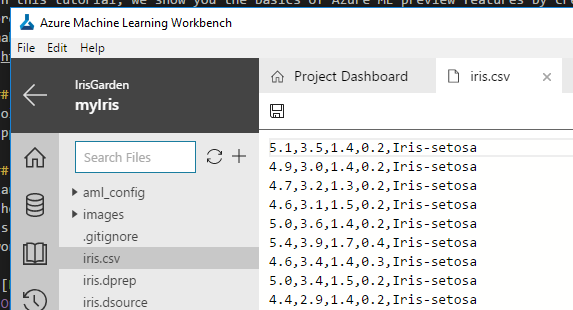 n this tutorial, we show you the basics of Azure ML preview features by cre
Azure Machine Learning Workbench
File Edit Help
IrisGarden
myIris
Project Dashboard
iris.csv
Search Files
aml_config
images
.gitignore
iris.csv
iris.dprep
iris.dsource
5.1,3.5,1.4,0.2,Iris-setosa
4.9,3.0,1.4,0.2,Iris-setosa
4.7,3.2,1.3,0.2,Iris-setosa
4.6,3.1,1.5,0.2,Iris-setosa
5.0,3.6,1.4,0.2,Iris-setosa
5.4,3.9,1.7,0.4,Iris-setosa
4.6,3.4,1.4,0.3,Iris-setosa
5.0,3.4,1.5,0.2,Iris-setosa
4.4,2.9,1.4,0.2,Iris-setosa